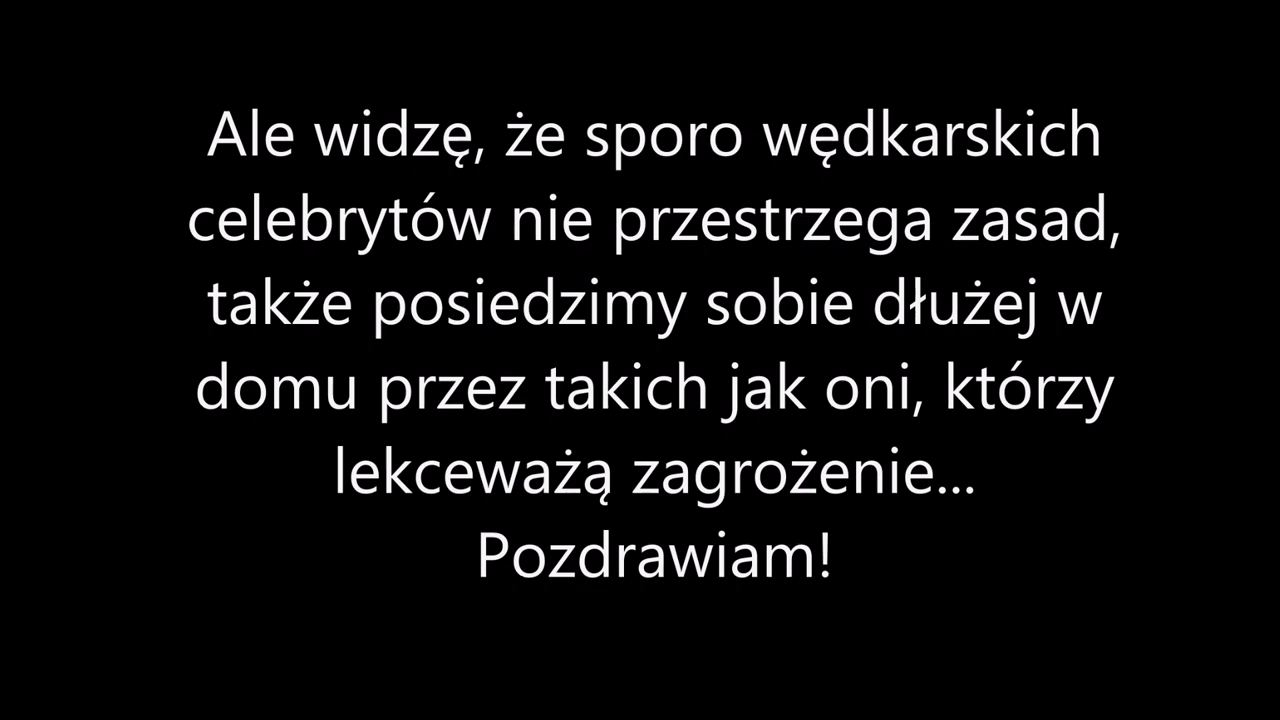 Ale widzę, że sporo wędkarskich
celebrytów nie przestrzega zasad,
także posiedzimy sobie dłużej w
domu przez takich jak oni, którzy
lekceważą zagrożenie...
Pozdrawiam!